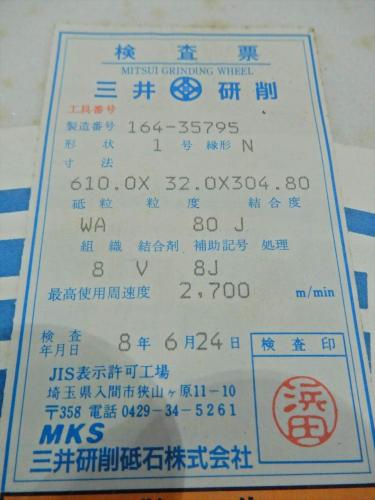 検査票
MITSUI GRINDING WHEEL
三井 研削
工具番号
製造番号 164-35795
形状 1 号 縁形 N
寸法
610.0X 32.0X304.80
砥粒 粒度 結合度
WA 80 J
組織 結合剤 補助記号 処理
8 V 8J
最高使用周速度 2,700 m/min
検査年月日 8年 6月24日 検査印
浜田
JIS表示許可工場
埼玉県入間市狭山ヶ原11-10
〒358 電話 0429-34-5261
MKS
三井研削砥石株式会社